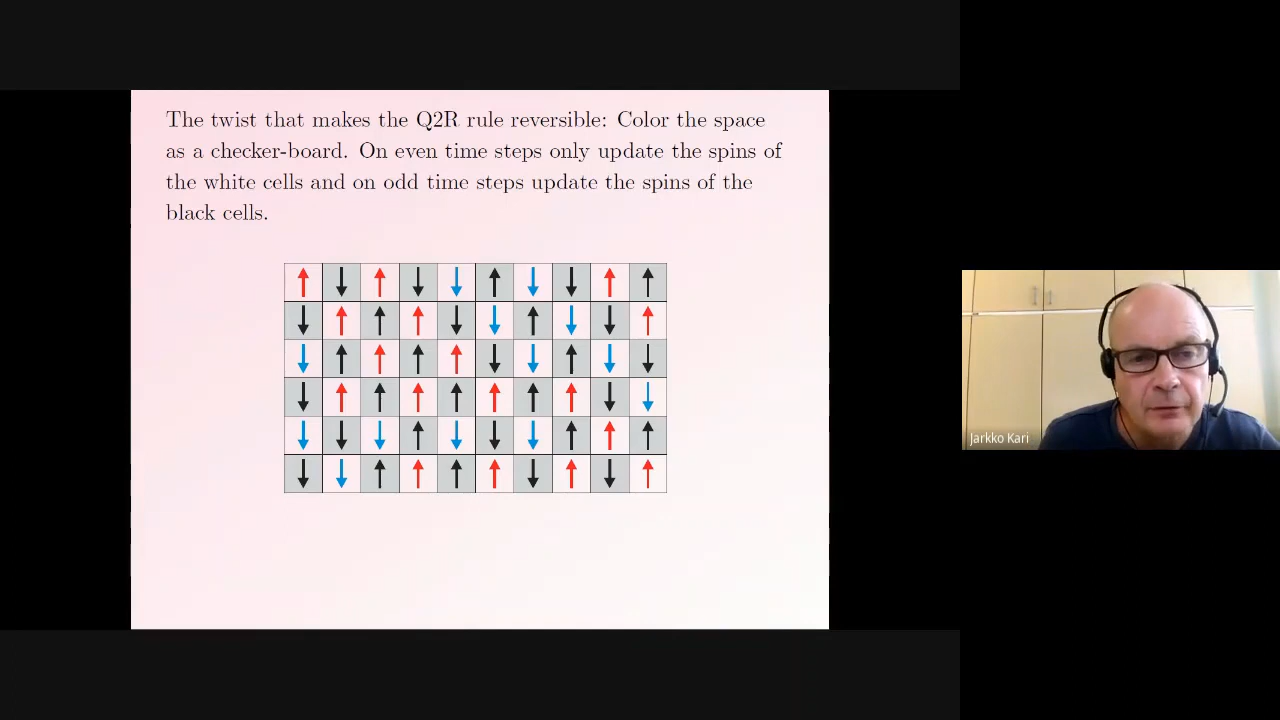 The twist that makes the Q2R rule reversible: Color the space
as a checker-board. On even time steps only update the spins of
the white cells and on odd time steps update the spins of the
black cells.
Jarkko Kari